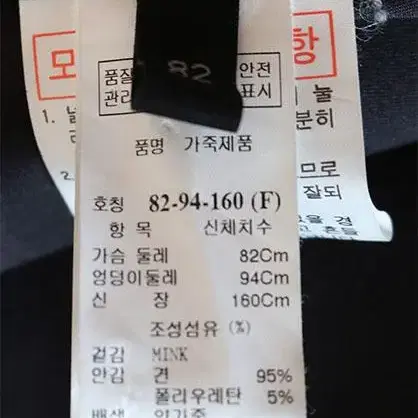 82
품질 안전
관리 표시
품명 가죽제품
호칭 82-94-160 (F)
항 목 신체치수
가슴 둘레 82Cm
엉덩이둘레 94Cm
신 장 160Cm
조성섬유 (%)
겉감 MINK
안감 견 95%
폴리우레탄 5%
항
1.
눌
분히
므로
잘되